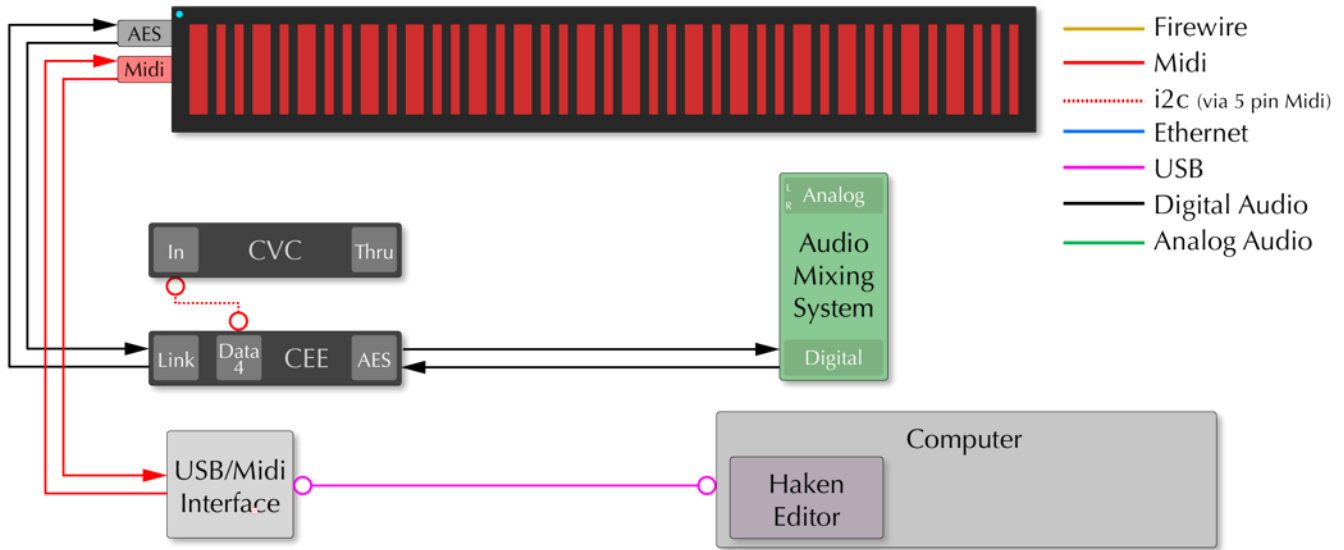 AES
Midi
Firewire
Midi
i2c (via 5 pin Midi)
Ethernet
USB
Digital Audio
Analog Audio
In
CVC
Thru
L
R
Analog
Audio
Mixing
System
Digital
Link
Data
4
CEE
AES
USB/Midi
Interface
Computer
Haken
Editor